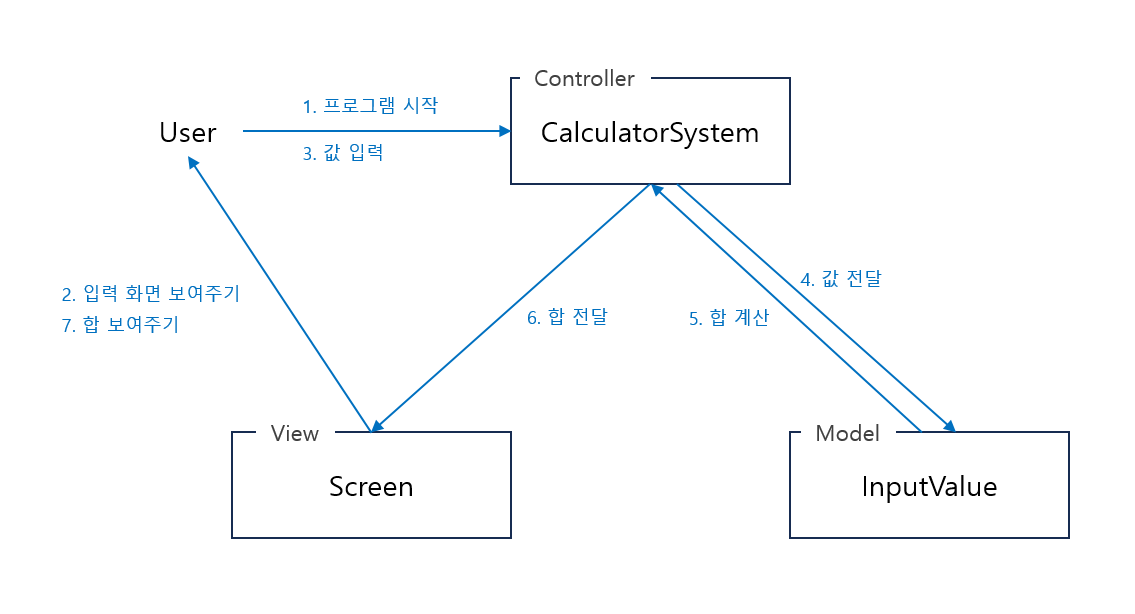 Controller
1. 프로그램 시작
User
CalculatorSystem
3. 값 입력
4. 값 전달
2. 입력 화면 보여주기
6. 합 전달
5. 합 계산
7. 합 보여주기
View
Model
Screen
InputValue